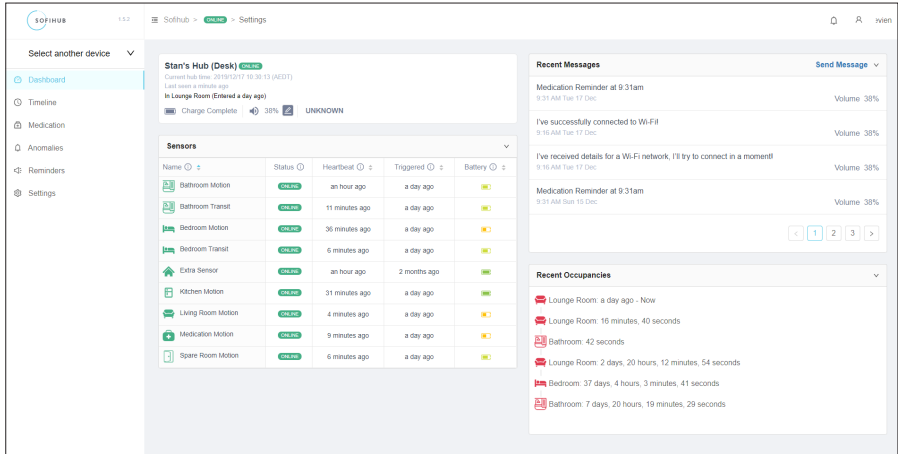 SOFIHUB 1.5.2
Sofihub > ONLINE > Settings
Select another device
Dashboard
Timeline
Medication
Anomalies
Reminders
Settings
Stan's Hub (Desk) ONLINE
Current hub time 2019/12/17 10:30:13 (AEDT)
Last seen a minute ago
In Lounge Room (Entered a day ago)
Charge Complete 38% UNKNOWN
Sensors
Name Status Heartbeat Triggered Battery
Bathroom Motion ONLINE an hour ago a day ago
Bathroom Transit ONLINE 11 minutes ago a day ago
Bedroom Motion ONLINE 36 minutes ago a day ago
Bedroom Transit ONLINE 6 minutes ago a day ago
Extra Sensor ONLINE an hour ago 2 months ago
Kitchen Motion ONLINE 31 minutes ago a day ago
Living Room Motion ONLINE 4 minutes ago a day ago
Medication Motion ONLINE 9 minutes ago a day ago
Spare Room Motion ONLINE 6 minutes ago a day ago
Recent Messages Send Message
Medication Reminder at 9:31am
9:31 AM Tue 17 Dec Volume 38%
I've successfully connected to Wi-Fi!
9:16 AM Tue 17 Dec Volume 38%
I've received details for a Wi-Fi network, I'll try to connect in a moment!
9:16 AM Tue 17 Dec Volume 38%
Medication Reminder at 9:31am
9:31 AM Sun 15 Dec Volume 38%
< 1 2 3 >
Recent Occupancies
Lounge Room: a day ago - Now
Lounge Room: 16 minutes, 40 seconds
Bathroom: 42 seconds
Lounge Room: 2 days, 20 hours, 12 minutes, 54 seconds
Bedroom: 37 days, 4 hours, 3 minutes, 41 seconds
Bathroom: 7 days, 20 hours, 19 minutes, 29 seconds